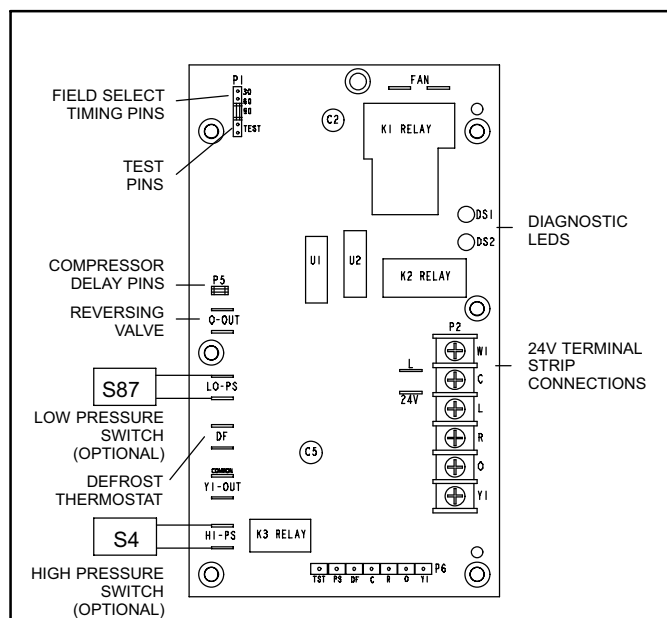 FIELD SELECT
TIMING PINS
TEST
PINS
COMPRESSOR
DELAY PINS
REVERSING
VALVE
S87
LOW PRESSURE
SWITCH
(OPTIONAL)
DEFROST
THERMOSTAT
S4
HIGH PRESSURE
SWITCH
(OPTIONAL)
P1
30
60
90
TEST
C2
FAN
K1 RELAY
DS1
DS2
DIAGNOSTIC
LEDS
U1
U2
K2 RELAY
P5
O-OUT
LO-PS
DF
COMMON
Y1-OUT
HI-PS
K3 RELAY
C5
L
24V
P2
W1
C
L
R
O
Y1
24V TERMINAL
STRIP
CONNECTIONS
TST PS DF C R O Y1
P6